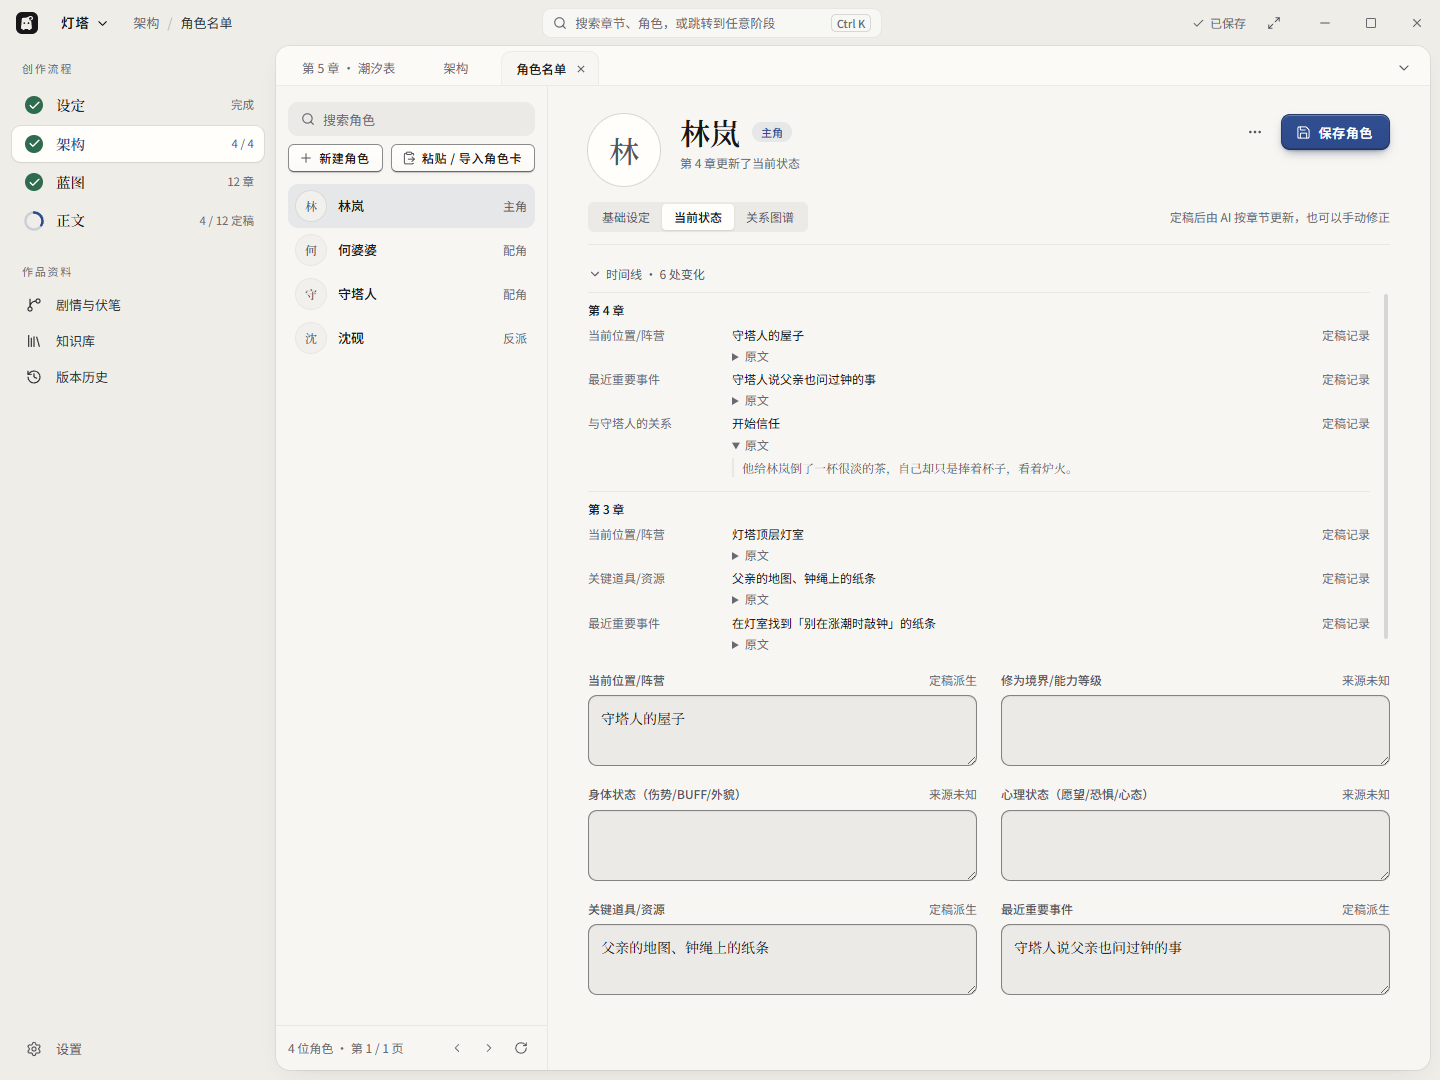 灯塔
架构 / 角色名单
搜索章节、角色，或跳转到任意阶段
Ctrl K
已保存
创作流程
设定
完成
架构
4 / 4
蓝图
12 章
正文
4 / 12 定稿
作品资料
剧情与伏笔
知识库
版本历史
设置
第 5 章 · 潮汐表
架构
角色名单
搜索角色
新建角色
粘贴 / 导入角色卡
林
林岚
主角
何
何婆婆
配角
守
守塔人
配角
沈
沈砚
反派
4 位角色 · 第 1 / 1 页
林
林岚
主角
第 4 章更新了当前状态
保存角色
基础设定
当前状态
关系图谱
定稿后由 AI 按章节更新，也可以手动修正
时间线 · 6 处变化
第 4 章
当前位置/阵营
守塔人的屋子
定稿记录
原文
最近重要事件
守塔人说父亲也问过钟的事
定稿记录
原文
与守塔人的关系
开始信任
定稿记录
原文
他给林岚倒了一杯很淡的茶，自己却只是捧着杯子，看着炉火。
第 3 章
当前位置/阵营
灯塔顶层灯室
定稿记录
原文
关键道具/资源
父亲的地图、钟绳上的纸条
定稿记录
原文
最近重要事件
在灯室找到「别在涨潮时敲钟」的纸条
定稿记录
原文
当前位置/阵营
定稿派生
守塔人的屋子
修为境界/能力等级
来源未知
身体状态（伤势/BUFF/外貌）
来源未知
心理状态（愿望/恐惧/心态）
来源未知
关键道具/资源
定稿派生
父亲的地图、钟绳上的纸条
最近重要事件
定稿派生
守塔人说父亲也问过钟的事